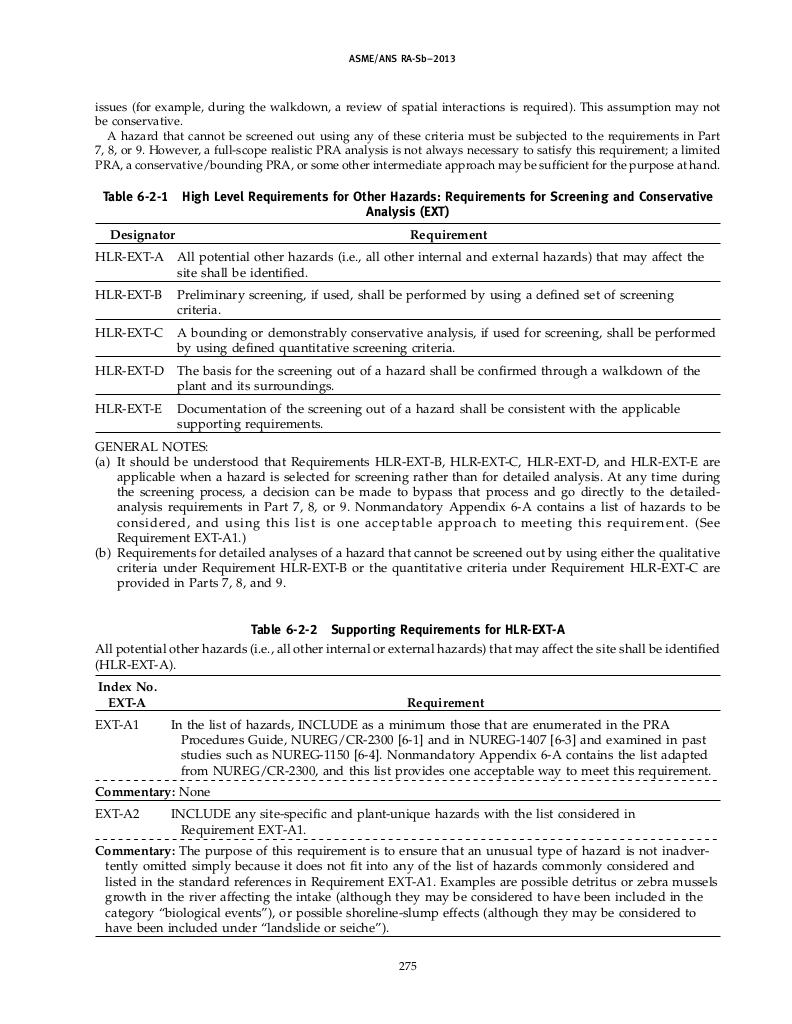 ASME/ANS RA-Sb–2013
issues (for example, during the walkdown, a review of spatial interactions is required). This assumption may not
be conservative.
A hazard that cannot be screened out using any of these criteria must be subjected to the requirements in Part
7, 8, or 9. However, a full-scope realistic PRA analysis is not always necessary to satisfy this requirement; a limited
PRA, a conservative/bounding PRA, or some other intermediate approach may be sufficient for the purpose at hand.
Table 6-2-1 High Level Requirements for Other Hazards: Requirements for Screening and Conservative
Analysis (EXT)
Designator Requirement
HLR-EXT-A All potential other hazards (i.e., all other internal and external hazards) that may affect the
site shall be identified.
HLR-EXT-B Preliminary screening, if used, shall be performed by using a defined set of screening
criteria.
HLR-EXT-C A bounding or demonstrably conservative analysis, if used for screening, shall be performed
by using defined quantitative screening criteria.
HLR-EXT-D The basis for the screening out of a hazard shall be confirmed through a walkdown of the
plant and its surroundings.
HLR-EXT-E Documentation of the screening out of a hazard shall be consistent with the applicable
supporting requirements.
GENERAL NOTES:
(a) It should be understood that Requirements HLR-EXT-B, HLR-EXT-C, HLR-EXT-D, and HLR-EXT-E are
applicable when a hazard is selected for screening rather than for detailed analysis. At any time during
the screening process, a decision can be made to bypass that process and go directly to the detailed-
analysis requirements in Part 7, 8, or 9. Nonmandatory Appendix 6-A contains a list of hazards to be
considered, and using this list is one acceptable approach to meeting this requirement. (See
Requirement EXT-A1.)
(b) Requirements for detailed analyses of a hazard that cannot be screened out by using either the qualitative
criteria under Requirement HLR-EXT-B or the quantitative criteria under Requirement HLR-EXT-C are
provided in Parts 7, 8, and 9.
Table 6-2-2 Supporting Requirements for HLR-EXT-A
All potential other hazards (i.e., all other internal or external hazards) that may affect the site shall be identified
(HLR-EXT-A).
Index No.
EXT-A Requirement
EXT-A1 In the list of hazards, INCLUDE as a minimum those that are enumerated in the PRA
Procedures Guide, NUREG/CR-2300 [6-1] and in NUREG-1407 [6-3] and examined in past
studies such as NUREG-1150 [6-4]. Nonmandatory Appendix 6-A contains the list adapted
from NUREG/CR-2300, and this list provides one acceptable way to meet this requirement.
Commentary: None
EXT-A2 INCLUDE any site-specific and plant-unique hazards with the list considered in
Requirement EXT-A1.
Commentary: The purpose of this requirement is to ensure that an unusual type of hazard is not inadver-
tently omitted simply because it does not fit into any of the list of hazards commonly considered and
listed in the standard references in Requirement EXT-A1. Examples are possible detritus or zebra mussels
growth in the river affecting the intake (although they may be considered to have been included in the
category “biological events”), or possible shoreline-slump effects (although they may be considered to
have been included under “landslide or seiche”).
275